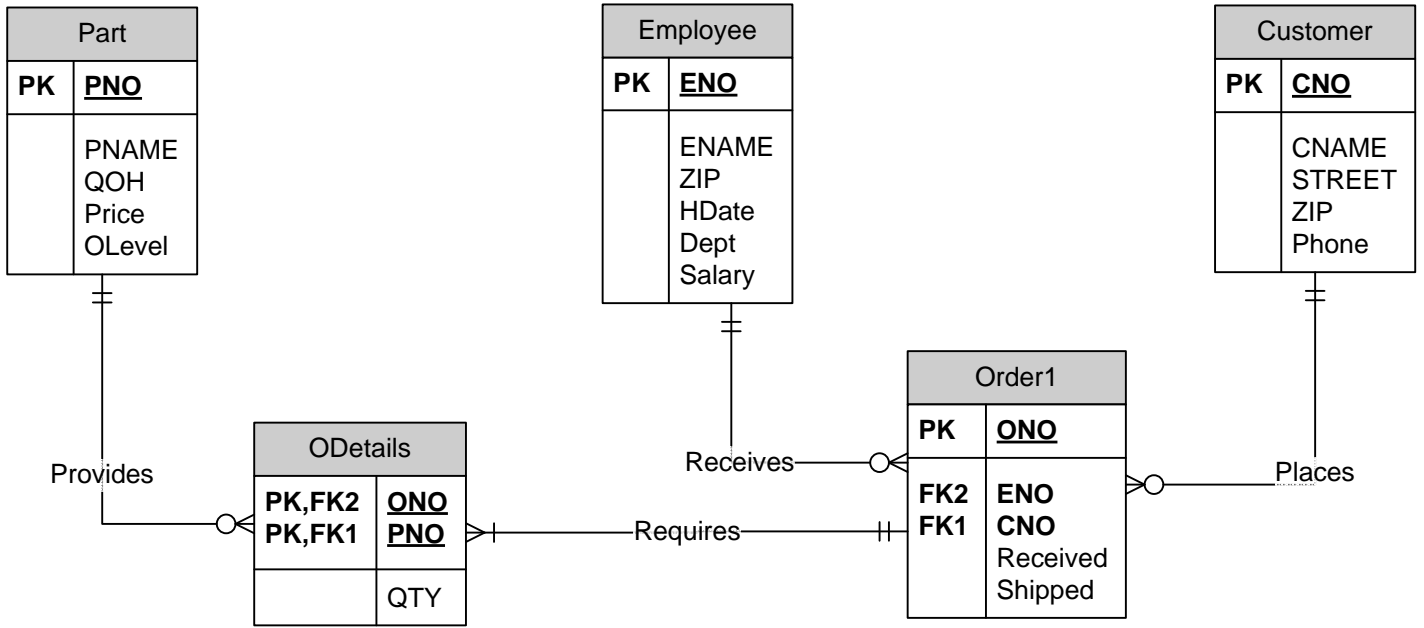 Part
PK PNO
PNAME
QOH
Price
OLevel
Employee
PK ENO
ENAME
ZIP
HDate
Dept
Salary
Customer
PK CNO
CNAME
STREET
ZIP
Phone
Order1
PK ONO
FK2 ENO
FK1 CNO
Received
Shipped
ODetails
PK,FK2 ONO
PK,FK1 PNO
QTY
Provides
Receives
Places
Requires